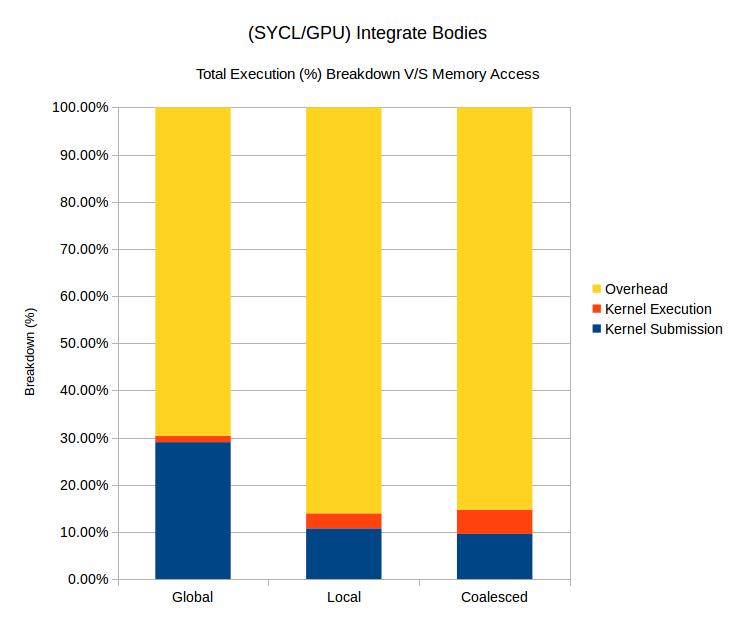 (SYCL/GPU) Integrate Bodies
Total Execution (%) Breakdown V/S Memory Access
100.00%
90.00%
80.00%
70.00%
60.00%
50.00%
40.00%
30.00%
20.00%
10.00%
0.00%
Breakdown (%)
Global
Local
Coalesced
Overhead
Kernel Execution
Kernel Submission